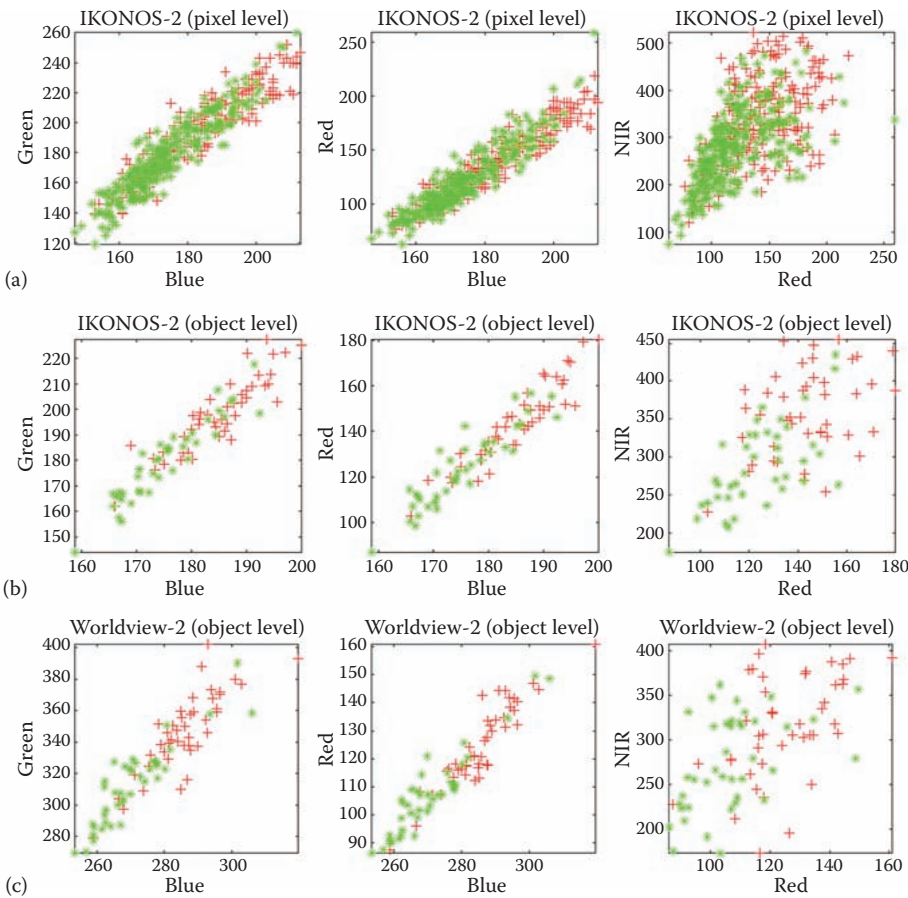 IKONOS-2 (pixel level) IKONOS-2 (pixel level) IKONOS-2 (pixel level)
260
240
220
200
180
160
140
120
Green
160 180 200
Blue
250
200
150
100
Red
160 180 200
Blue
500
400
300
200
100
NIR
100 150 200 250
Red
(a)
IKONOS-2 (object level) IKONOS-2 (object level) IKONOS-2 (object level)
220
210
200
190
180
170
160
150
Green
160 170 180 190 200
Blue
180
160
140
120
100
Red
160 170 180 190 200
Blue
450
400
350
300
250
200
NIR
100 120 140 160 180
Red
(b)
Worldview-2 (object level) Worldview-2 (object level) Worldview-2 (object level)
400
380
360
340
320
300
280
Green
260 280 300
Blue
160
150
140
130
120
110
100
90
Red
260 280 300
Blue
400
350
300
250
200
NIR
100 120 140 160
Red
(c)